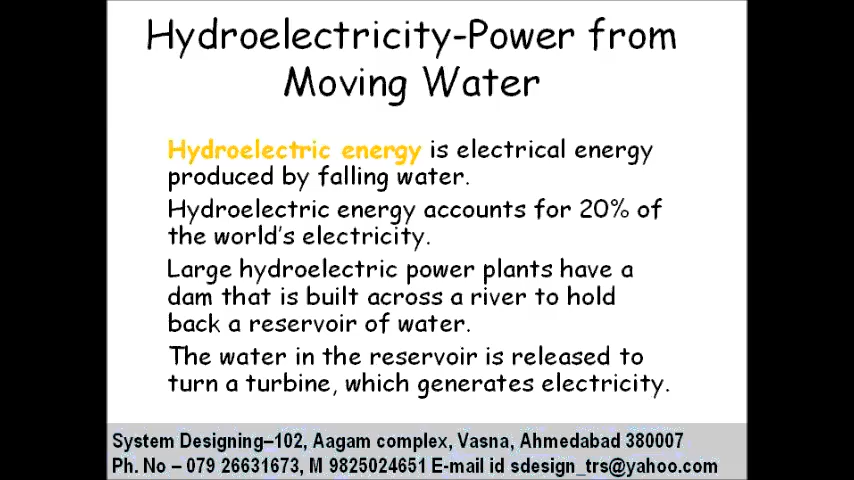 Hydroelectricity-Power from
Moving Water
Hydroelectric energy is electrical energy
produced by falling water.
Hydroelectric energy accounts for 20% of
the world's electricity.
Large hydroelectric power plants have a
dam that is built across a river to hold
back a reservoir of water.
The water in the reservoir is released to
turn a turbine, which generates electricity.
System Designing–102, Aagam complex, Vasna, Ahmedabad 380007
Ph. No – 079 26631673, M 9825024651 E-mail id sdesign_trs@yahoo.com